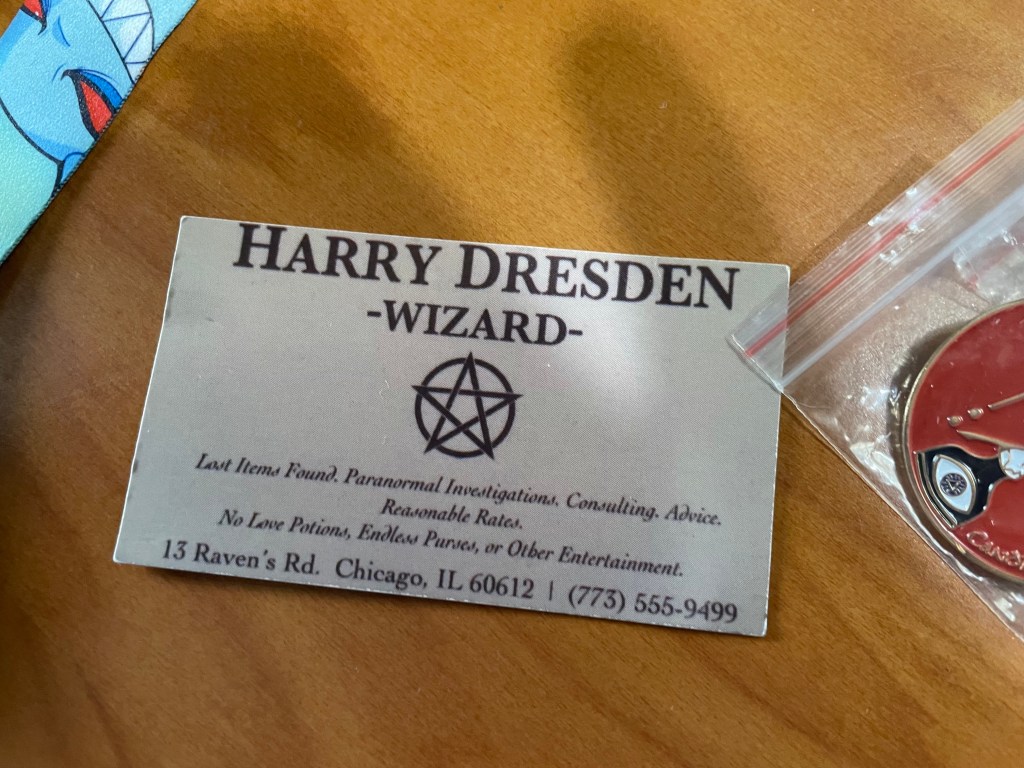 HARRY DRESDEN
-WIZARD-
Lost Items Found. Paranormal Investigations. Consulting. Advice.
Reasonable Rates.
No Love Potions, Endless Purses, or Other Entertainment.
13 Raven's Rd. Chicago, IL 60612 | (773) 555-9499